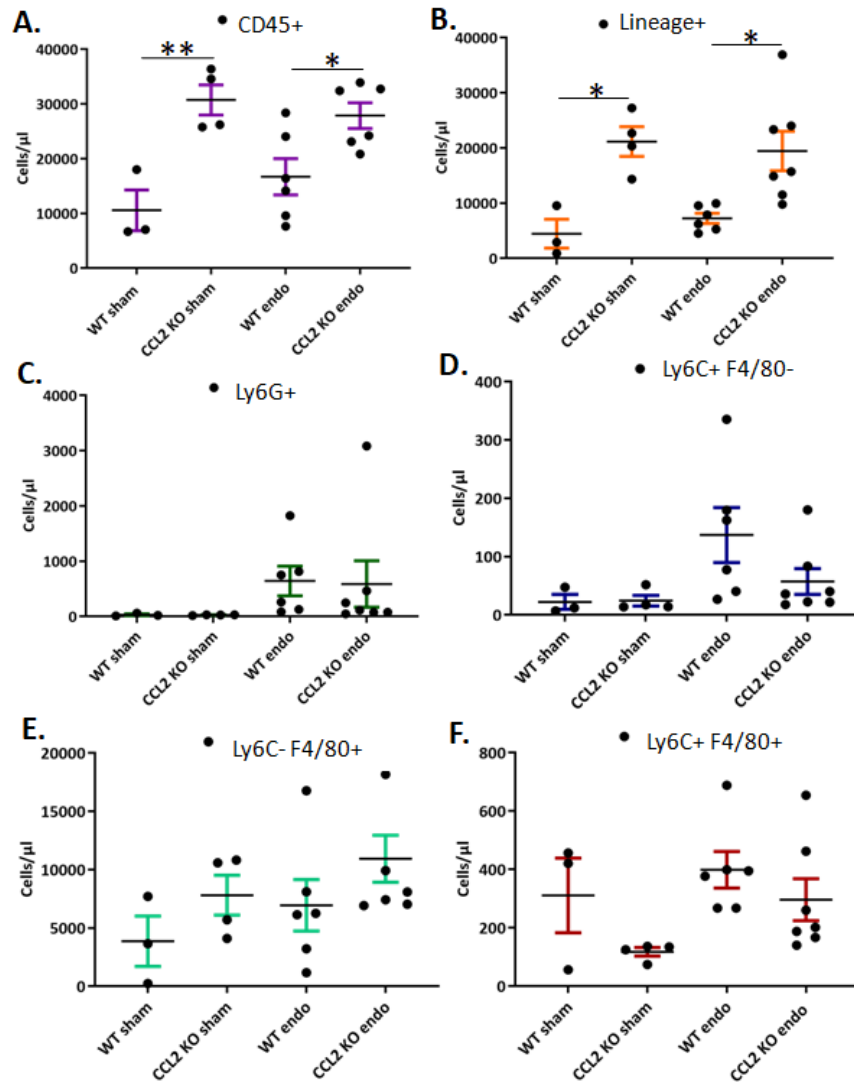 A.
CD45+
Cells/µl
40000
30000
20000
10000
0
**
*
WT sham
CCL2 KO sham
WT endo
CCL2 KO endo
B.
Lineage+
Cells/µl
40000
30000
20000
10000
0
*
*
WT sham
CCL2 KO sham
WT endo
CCL2 KO endo
C.
Ly6G+
Cells/µl
4000
3000
2000
1000
0
WT sham
CCL2 KO sham
WT endo
CCL2 KO endo
D.
Ly6C+ F4/80-
Cells/µl
400
300
200
100
0
WT sham
CCL2 KO sham
WT endo
CCL2 KO endo
E.
Ly6C- F4/80+
Cells/µl
20000
15000
10000
5000
0
WT sham
CCL2 KO sham
WT endo
CCL2 KO endo
F.
Ly6C+ F4/80+
Cells/µl
800
600
400
200
0
WT sham
CCL2 KO sham
WT endo
CCL2 KO endo